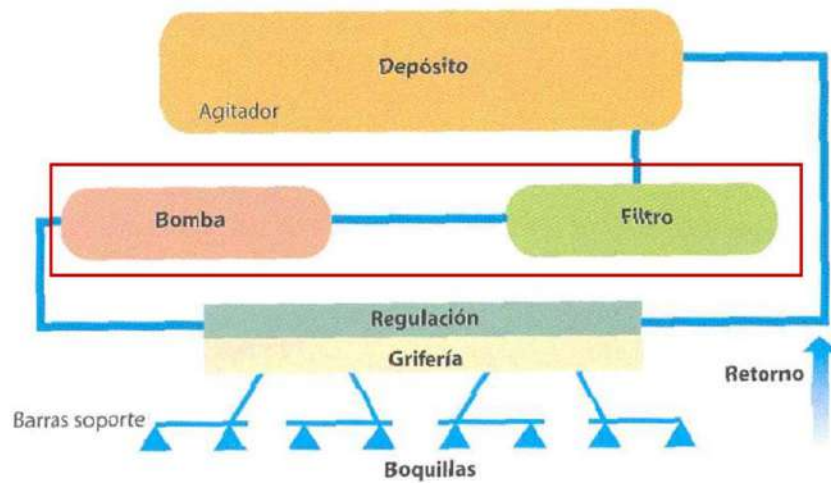 Depósito
Agitador
Bomba
Filtro
Regulación
Grifería
Retorno
Barras soporte
Boquillas